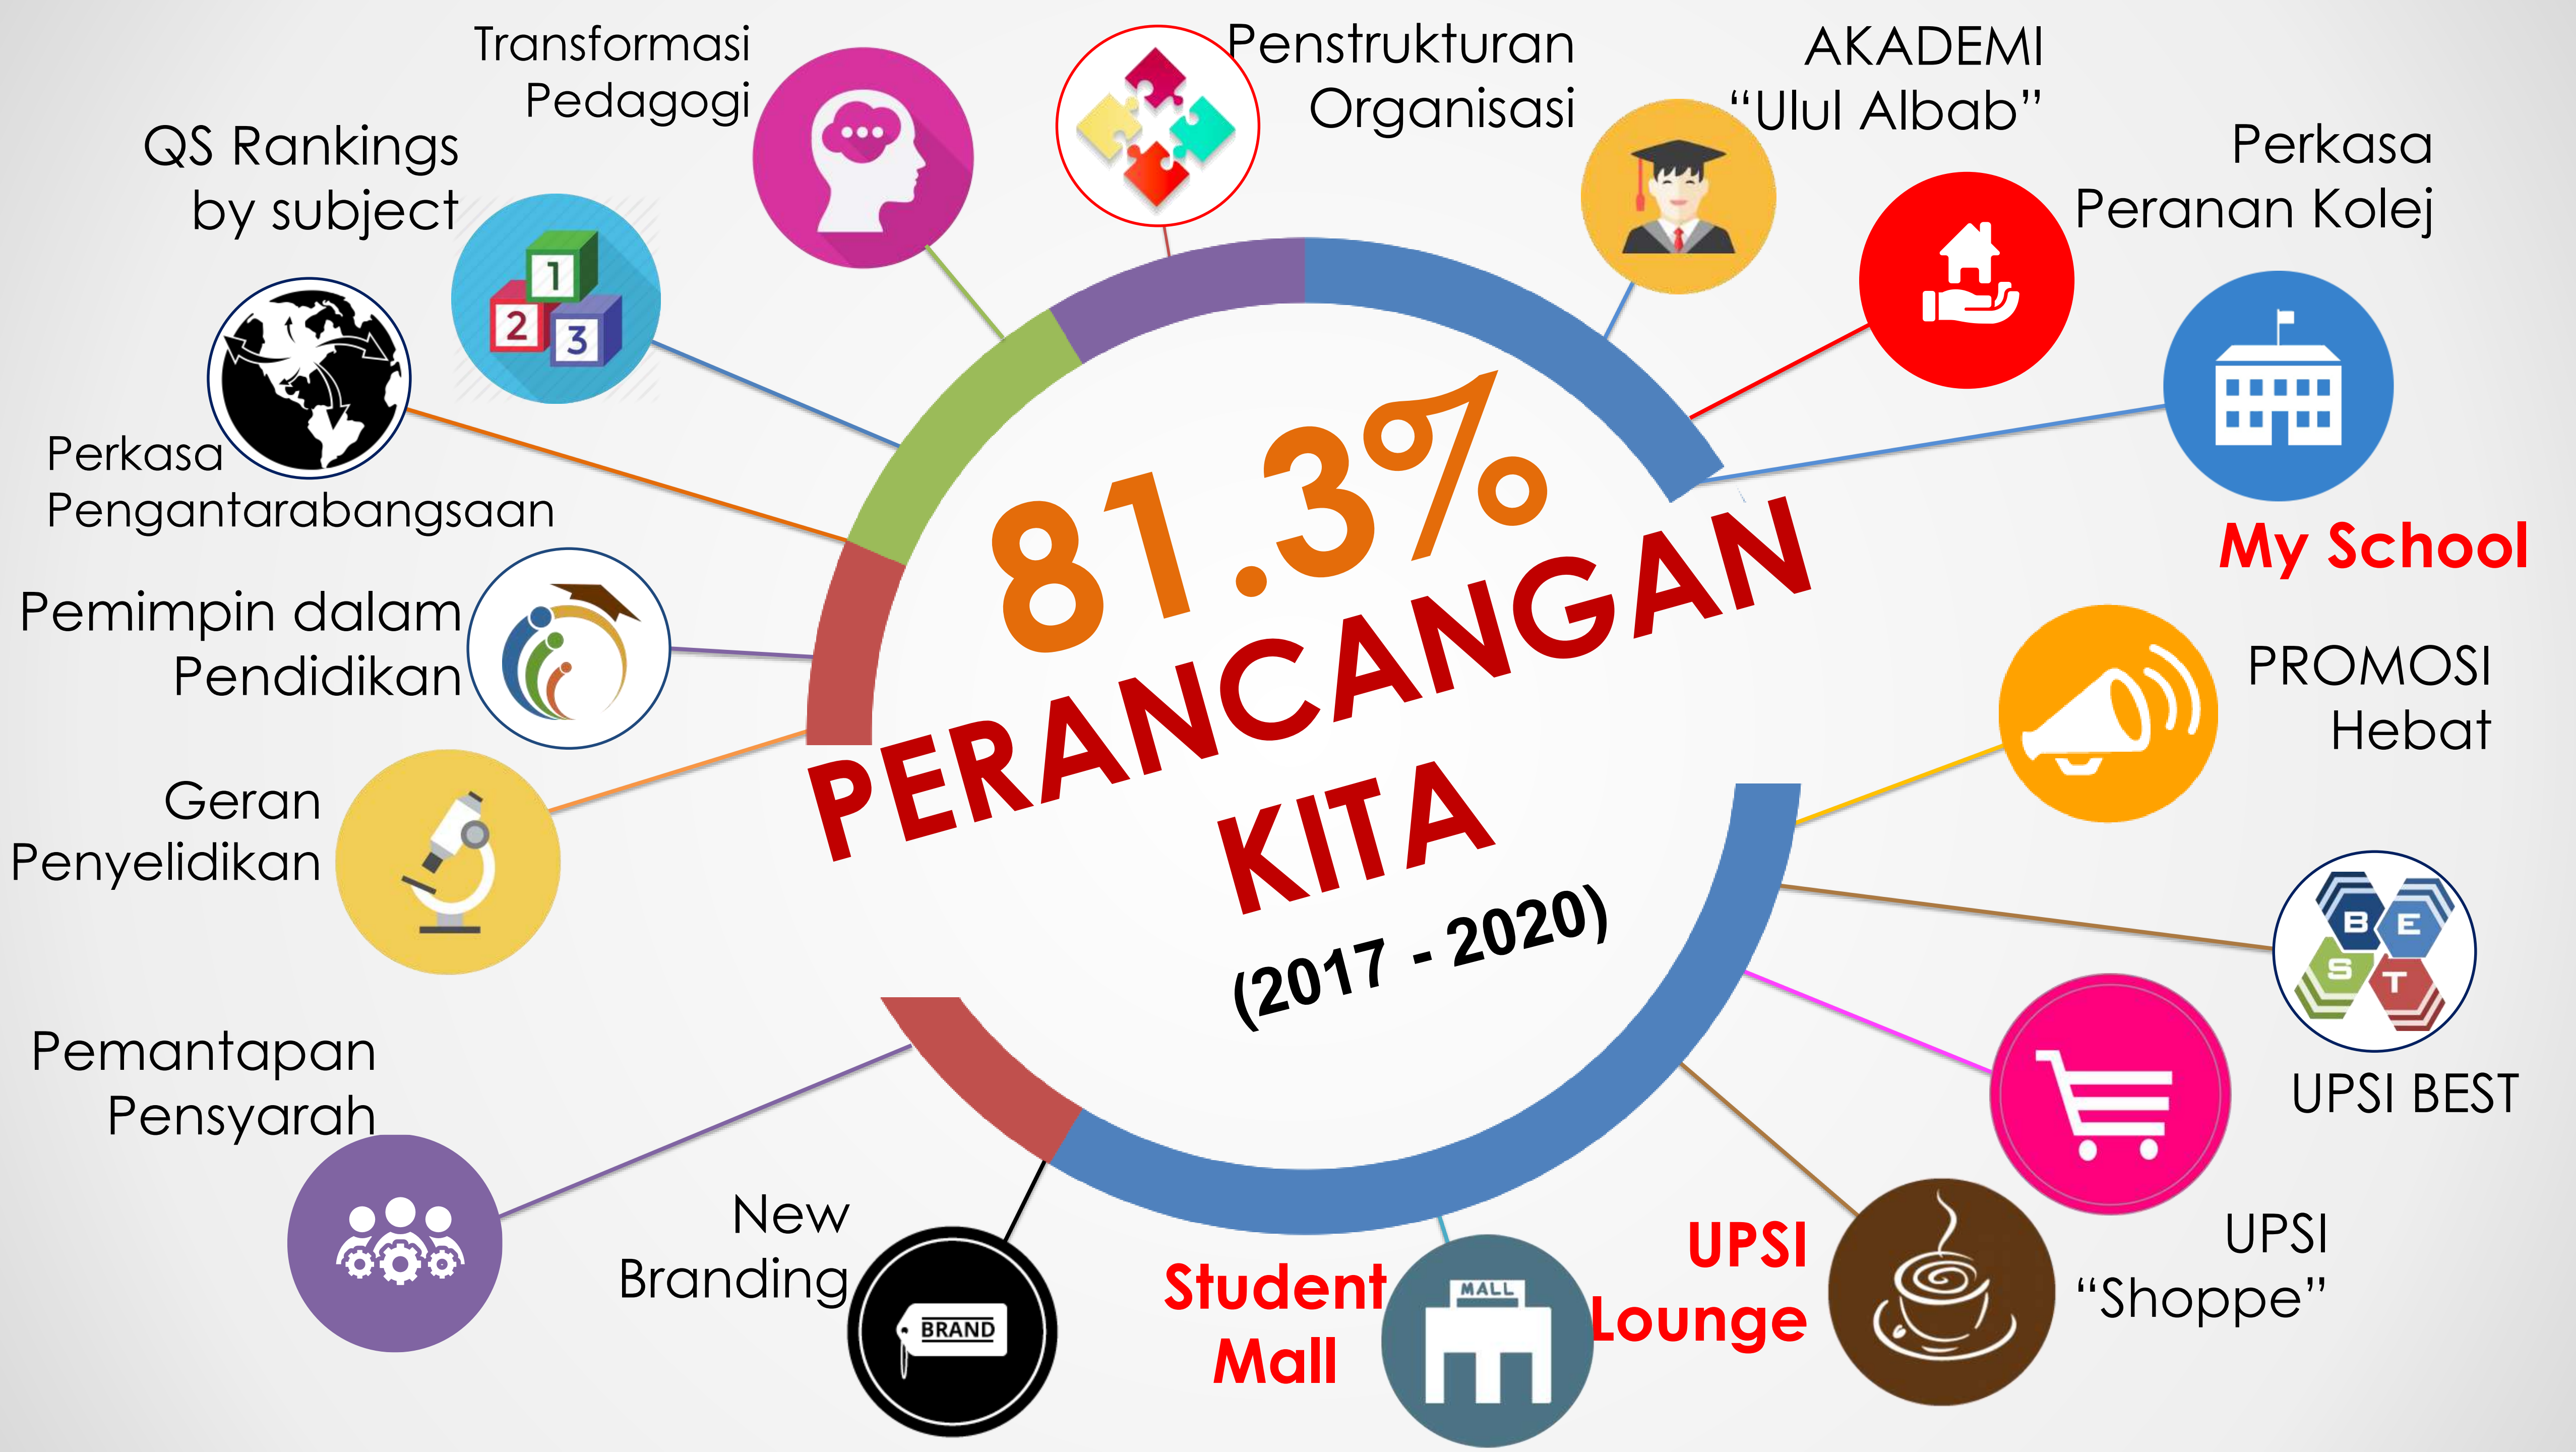 Transformasi
Pedagogi
Penstrukturan
Organisasi
AKADEMI
“Ulul Albab”
Perkasa
Peranan Kolej
QS Rankings
by subject
1
2
3
Perkasa
Pengantarabangsaan
My School
Pemimpin dalam
Pendidikan
81.3%
PERANCANGAN
KITA
(2017 - 2020)
PROMOSI
Hebat
Geran
Penyelidikan
B E
S T
UPSI BEST
Pemantapan
Pensyarah
New
Branding
BRAND
Student
Mall
MALL
UPSI
Lounge
UPSI
“Shoppe”